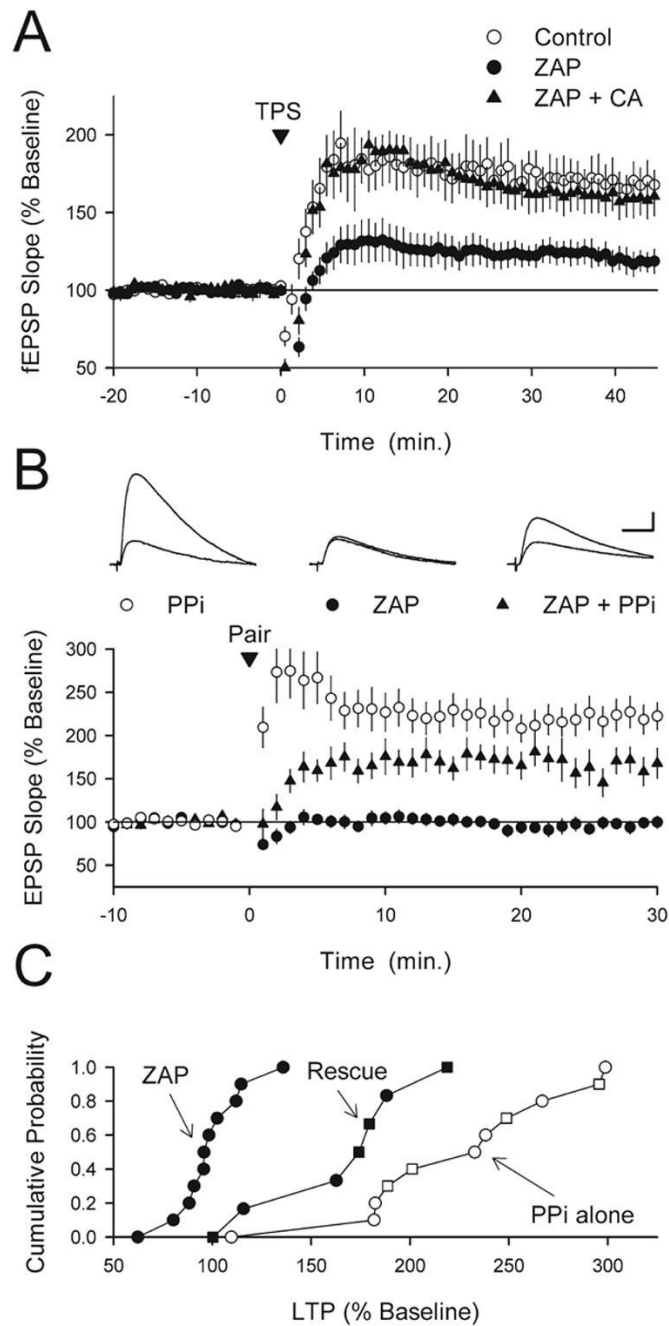 A
Control
ZAP
ZAP + CA
TPS
fEPSP Slope (% Baseline)
200
150
100
50
-20
-10
0
10
20
30
40
Time (min.)
B
PPi
ZAP
ZAP + PPi
Pair
EPSP Slope (% Baseline)
300
250
200
150
100
50
-10
0
10
20
30
Time (min.)
C
Cumulative Probability
1.0
0.8
0.6
0.4
0.2
0.0
ZAP
Rescue
PPi alone
50
100
150
200
250
300
LTP (% Baseline)